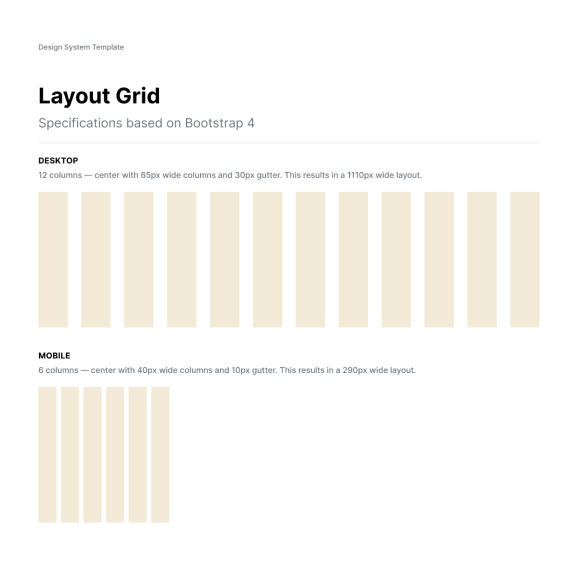 Design System Template
Layout Grid
Specifications based on Bootstrap 4
DESKTOP
12 columns — center with 65px wide columns and 30px gutter. This results in a 1110px wide layout.
MOBILE
6 columns — center with 40px wide columns and 10px gutter. This results in a 290px wide layout.